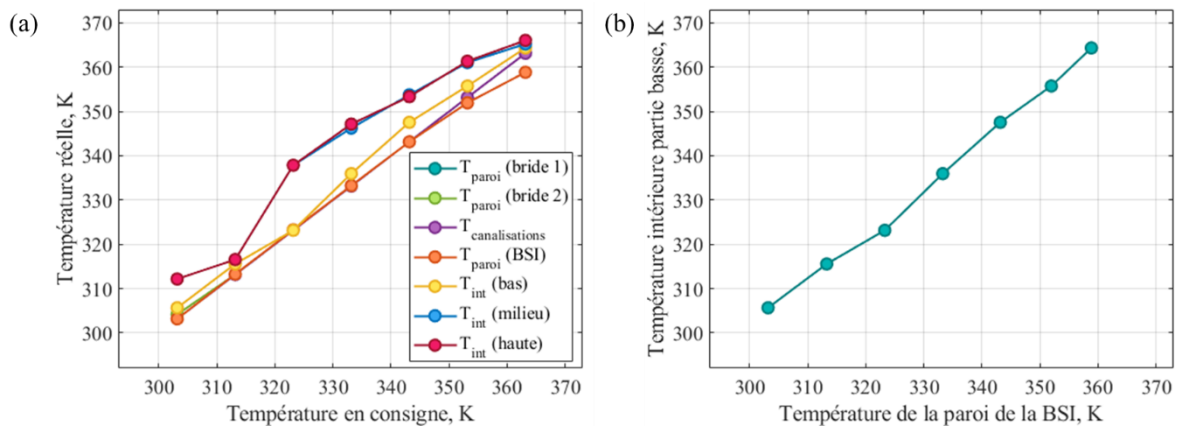 (a)
Température réelle, K
370
360
350
340
330
320
310
300
300 310 320 330 340 350 360 370
Température en consigne, K
T_paroi (bride 1)
T_paroi (bride 2)
T_canalisations
T_paroi (BSI)
T_int (bas)
T_int (milieu)
T_int (haute)
(b)
Température intérieure partie basse, K
370
360
350
340
330
320
310
300
300 310 320 330 340 350 360 370
Température de la paroi de la BSI, K